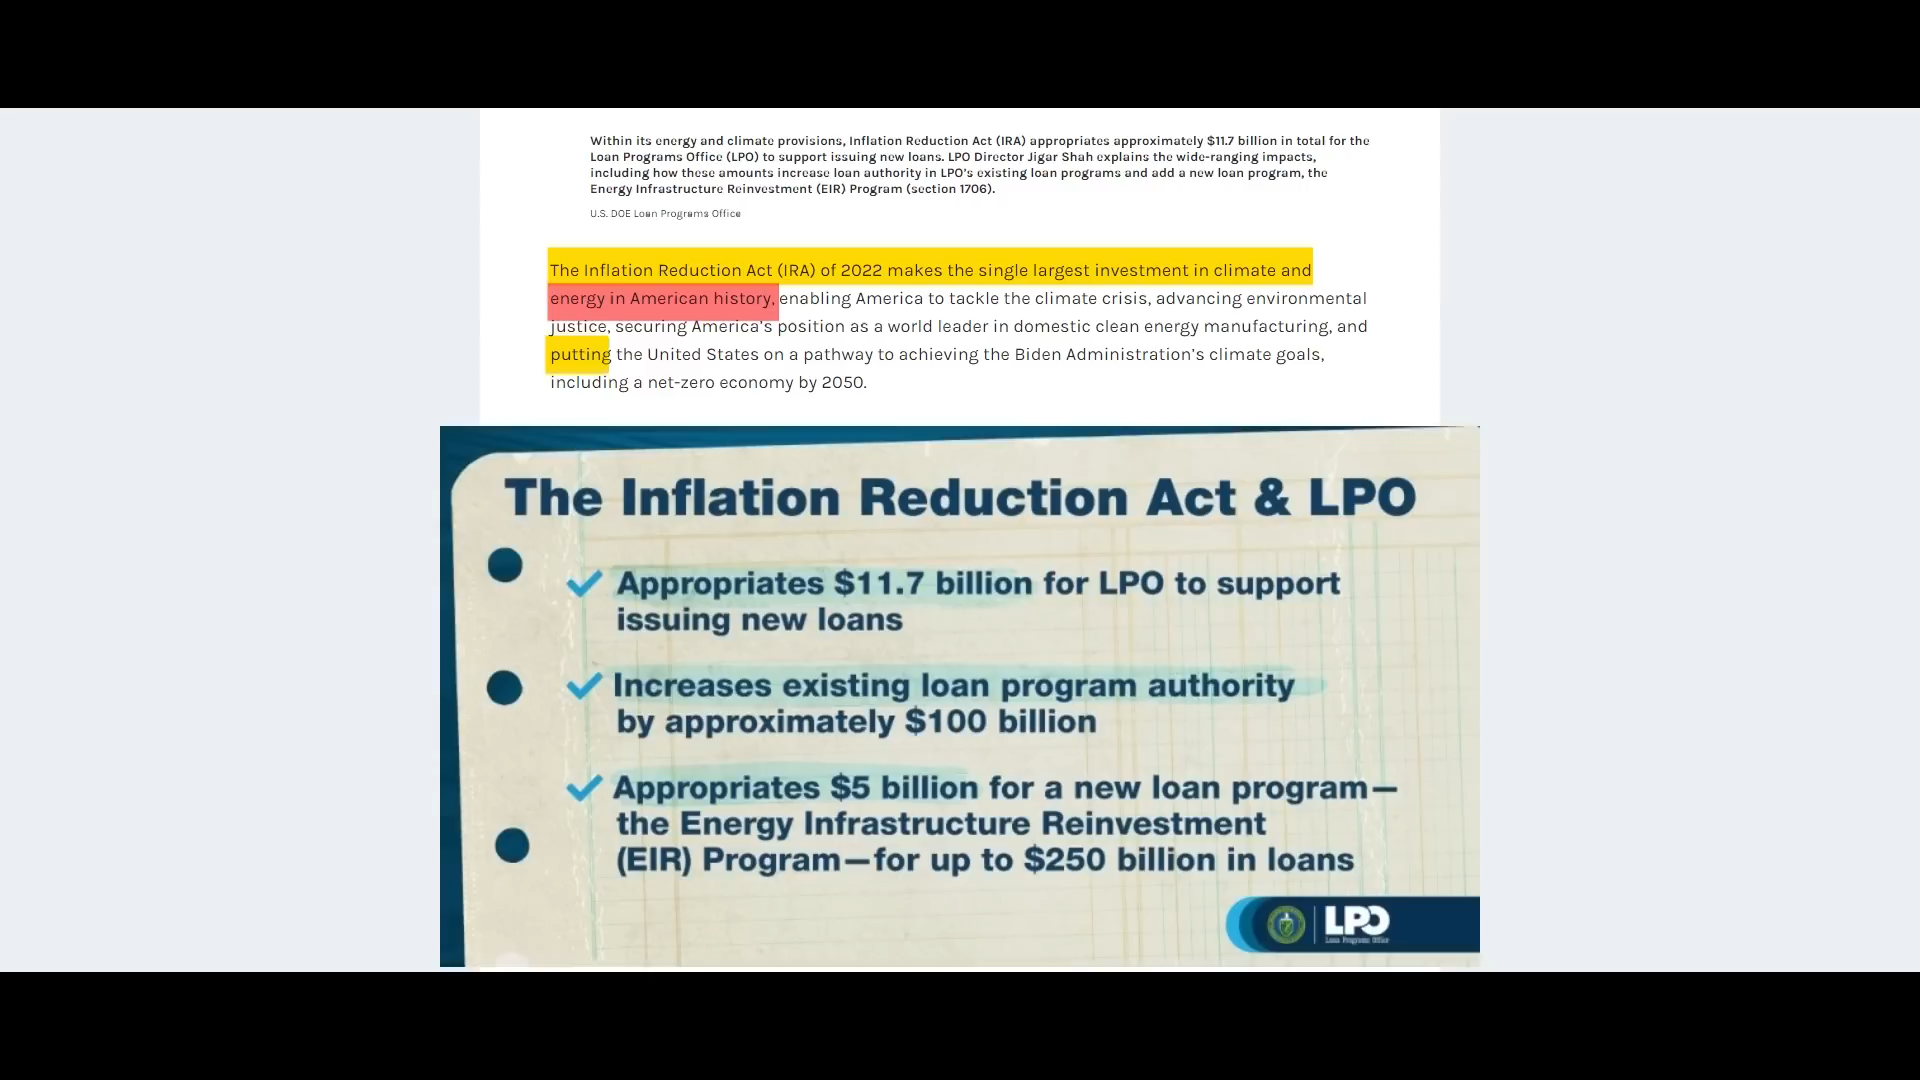 Within its energy and climate provisions, Inflation Reduction Act (IRA) appropriates approximately $11.7 billion in total for the
Loan Programs Office (LPO) to support issuing new loans. LPO Director Jigar Shah explains the wide-ranging impacts,
including how these amounts increase loan authority in LPO's existing loan programs and add a new loan program, the
Energy Infrastructure Reinvestment (EIR) Program (section 1706).
U.S. DOE Loan Programs Office
The Inflation Reduction Act (IRA) of 2022 makes the single largest investment in climate and
energy in American history, enabling America to tackle the climate crisis, advancing environmental
justice, securing America's position as a world leader in domestic clean energy manufacturing, and
putting the United States on a pathway to achieving the Biden Administration's climate goals,
including a net-zero economy by 2050.
The Inflation Reduction Act & LPO
Appropriates $11.7 billion for LPO to support
issuing new loans
Increases existing loan program authority
by approximately $100 billion
Appropriates $5 billion for a new loan program—
the Energy Infrastructure Reinvestment
(EIR) Program—for up to $250 billion in loans
LPO
Loan Programs Office